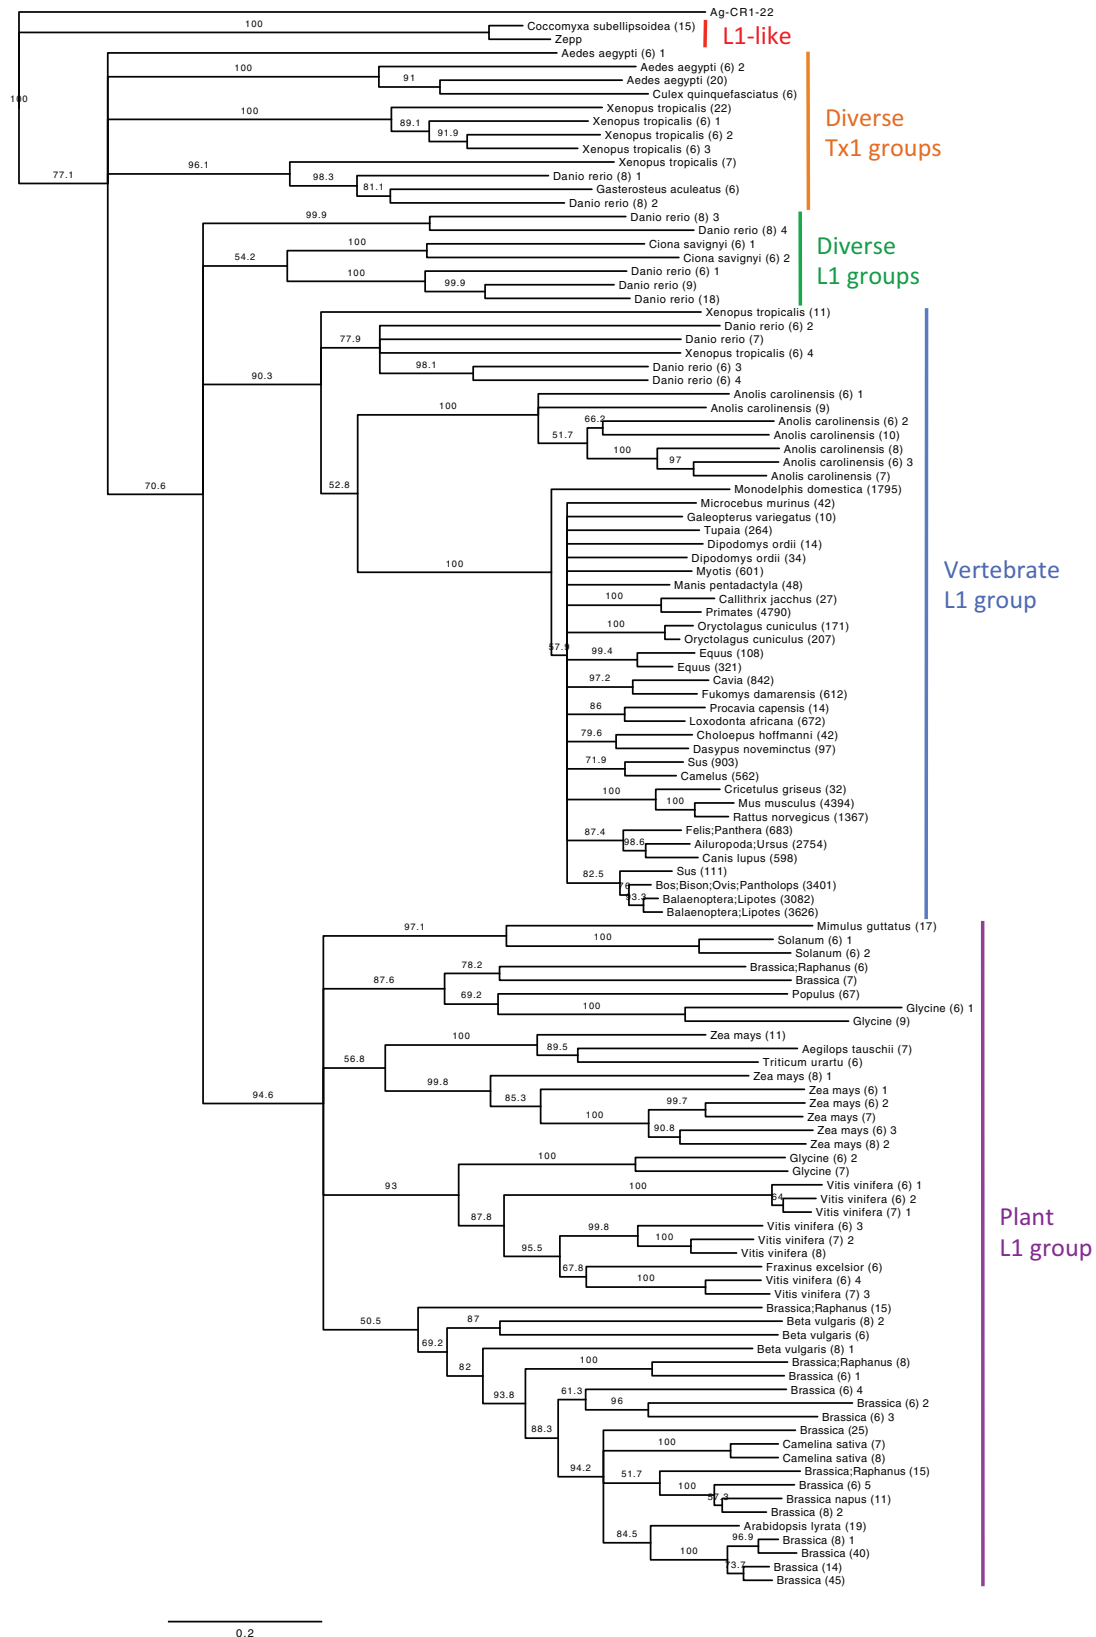 Ag-CR1-22
100
Coccomyxa subellipsoidea (15)
Zepp
L1-like
100
77.1
Aedes aegypti (6) 1
100
Aedes aegypti (6) 2
91
Aedes aegypti (20)
Culex quinquefasciatus (6)
100
Xenopus tropicalis (22)
89.1
Xenopus tropicalis (6) 1
91.9
Xenopus tropicalis (6) 2
Xenopus tropicalis (6) 3
96.1
Xenopus tropicalis (7)
98.3
Danio rerio (8) 1
81.1
Gasterosteus aculeatus (6)
Danio rerio (8) 2
Diverse
Tx1 groups
70.6
99.9
Danio rerio (8) 3
Danio rerio (8) 4
54.2
100
Ciona savignyi (6) 1
Ciona savignyi (6) 2
100
Danio rerio (6) 1
99.9
Danio rerio (9)
Danio rerio (18)
Diverse
L1 groups
90.3
Xenopus tropicalis (11)
77.9
Danio rerio (6) 2
Danio rerio (7)
Xenopus tropicalis (6) 4
98.1
Danio rerio (6) 3
Danio rerio (6) 4
52.8
100
Anolis carolinensis (6) 1
Anolis carolinensis (9)
51.7
66.2
Anolis carolinensis (6) 2
Anolis carolinensis (10)
100
Anolis carolinensis (8)
97
Anolis carolinensis (6) 3
Anolis carolinensis (7)
100
Monodelphis domestica (1795)
57.9
Microcebus murinus (42)
Galeopterus variegatus (10)
Tupaia (264)
Dipodomys ordii (14)
Dipodomys ordii (34)
Myotis (601)
Manis pentadactyla (48)
100
Callithrix jacchus (27)
Primates (4790)
100
Oryctolagus cuniculus (171)
Oryctolagus cuniculus (207)
99.4
Equus (108)
Equus (321)
97.2
Cavia (842)
Fukomys damarensis (612)
86
Procavia capensis (14)
Loxodonta africana (672)
79.6
Choloepus hoffmanni (42)
Dasypus noveminctus (97)
71.9
Sus (903)
Camelus (562)
100
Cricetulus griseus (32)
100
Mus musculus (4394)
Rattus norvegicus (1367)
87.4
Felis;Panthera (683)
98.6
Ailuropoda;Ursus (2754)
Canis lupus (598)
82.5
Sus (111)
76
Bos;Bison;Ovis;Pantholops (3401)
93.3
Balaenoptera;Lipotes (3082)
Balaenoptera;Lipotes (3626)
Vertebrate
L1 group
94.6
97.1
Mimulus guttatus (17)
100
Solanum (6) 1
Solanum (6) 2
87.6
78.2
Brassica;Raphanus (6)
Brassica (7)
69.2
Populus (67)
100
Glycine (6) 1
Glycine (9)
56.8
100
Zea mays (11)
89.5
Aegilops tauschii (7)
Triticum urartu (6)
99.8
Zea mays (8) 1
85.3
Zea mays (6) 1
100
99.7
Zea mays (6) 2
Zea mays (7)
90.8
Zea mays (6) 3
Zea mays (8) 2
93
100
Glycine (6) 2
Glycine (7)
87.8
100
Vitis vinifera (6) 1
64
Vitis vinifera (6) 2
Vitis vinifera (7) 1
95.5
99.8
Vitis vinifera (6) 3
100
Vitis vinifera (7) 2
Vitis vinifera (8)
67.8
Fraxinus excelsior (6)
100
Vitis vinifera (6) 4
Vitis vinifera (7) 3
50.5
Brassica;Raphanus (15)
69.2
87
Beta vulgaris (8) 2
Beta vulgaris (6)
82
Beta vulgaris (8) 1
93.8
100
Brassica;Raphanus (8)
Brassica (6) 1
88.3
61.3
Brassica (6) 4
96
Brassica (6) 2
Brassica (6) 3
94.2
Brassica (25)
100
Camelina sativa (7)
Camelina sativa (8)
51.7
Brassica;Raphanus (15)
100
Brassica (6) 5
57.3
Brassica napus (11)
Brassica (8) 2
84.5
Arabidopsis lyrata (19)
100
96.9
Brassica (8) 1
Brassica (40)
73.7
Brassica (14)
Brassica (45)
Plant
L1 group
0.2